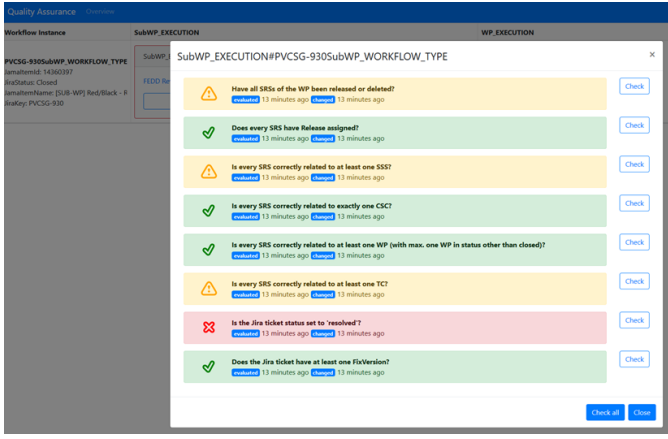 Quality Assurance Overview
Workflow Instance SubWP_EXECUTION WP_EXECUTION
PVCSG-930SubWP_WORKFLOW_TYPE
JamaItemId: 14360397
JiraStatus: Closed
JamaItemName: [SUB-WP] Red/Black - R
JiraKey: PVCSG-930
FEDD Re
SubWP_EXECUTION#PVCSG-930SubWP_WORKFLOW_TYPE ×
Have all SRSs of the WP been released or deleted? Check
evaluated 13 minutes ago changed 13 minutes ago
Does every SRS have Release assigned? Check
evaluated 13 minutes ago changed 13 minutes ago
Is every SRS correctly related to at least one SSS? Check
evaluated 13 minutes ago changed 13 minutes ago
Is every SRS correctly related to exactly one CSC? Check
evaluated 13 minutes ago changed 13 minutes ago
Is every SRS correctly related to at least one WP (with max. one WP in status other than closed)? Check
evaluated 13 minutes ago changed 13 minutes ago
Is every SRS correctly related to at least one TC? Check
evaluated 13 minutes ago changed 13 minutes ago
Is the Jira ticket status set to 'resolved'? Check
evaluated 13 minutes ago changed 13 minutes ago
Does the Jira ticket have at least one FixVersion? Check
evaluated 13 minutes ago changed 13 minutes ago
Check all Close